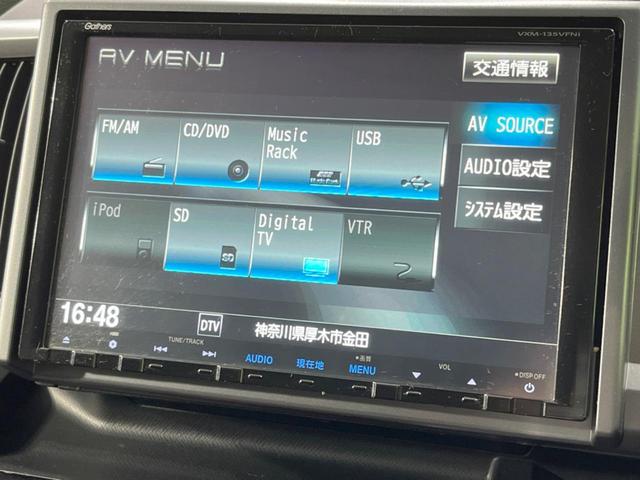 Gathers
VXM-135VFNi
AV MENU
交通情報
FM/AM
CD/DVD
Music
Rack
USB
AV SOURCE
AUDIO設定
iPod
SD
Digital
TV
VTR
システム設定
SD
16:48
DTV
神奈川県厚木市金田
TUNE/TRACK
AUDIO
現在地
●画質
MENU
VOL
●DISP OFF